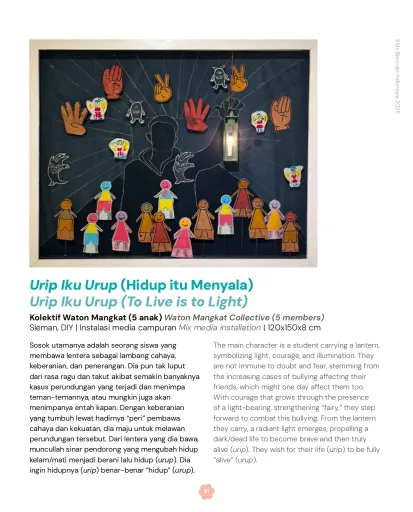 Kids Biennale Indonesia 2025
Urip Iku Urup (Hidup itu Menyala)
Urip Iku Urup (To Live is to Light)
Kolektif Waton Mangkat (5 anak) Waton Mangkat Collective (5 members)
Sleman, DIY | Instalasi media campuran Mix media installation | 120x150x8 cm
Sosok utamanya adalah seorang siswa yang
membawa lentera sebagai lambang cahaya,
keberanian, dan penerangan. Dia pun tak luput
dari rasa ragu dan takut akibat semakin banyaknya
kasus perundungan yang terjadi dan menimpa
teman-temannya, atau mungkin juga akan
menimpanya entah kapan. Dengan keberanian
yang tumbuh lewat hadirnya “peri” pembawa
cahaya dan kekuatan, dia maju untuk melawan
perundungan tersebut. Dari lentera yang dia bawa,
muncullah sinar pendorong yang mengubah hidup
kelam/mati menjadi berani lalu hidup (urup). Dia
ingin hidupnya (urip) benar-benar “hidup” (urup).
The main character is a student carrying a lantern,
symbolizing light, courage, and illumination. They
are not immune to doubt and fear, stemming from
the increasing cases of bullying affecting their
friends, which might one day affect them too.
With courage that grows through the presence
of a light-bearing, strengthening “fairy,” they step
forward to combat this bullying. From the lantern
they carry, a radiant light emerges, propelling a
dark/dead life to become brave and then truly
alive (urip). They wish for their life (urip) to be fully
“alive” (urup).